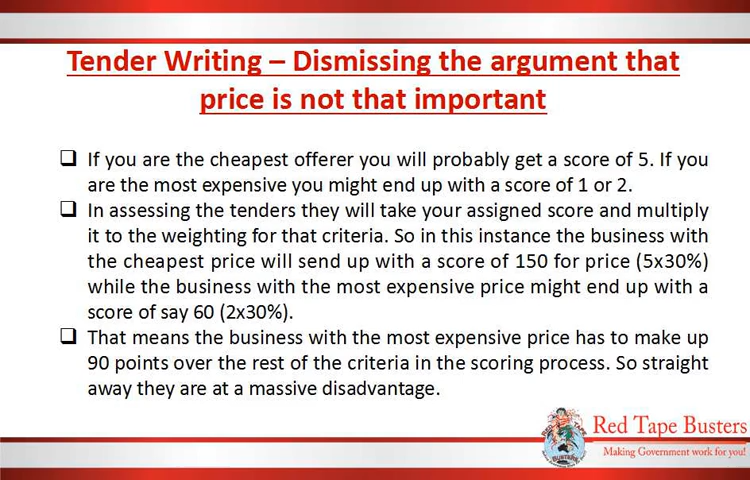 Tender Writing – Dismissing the argument that
price is not that important
❑ If you are the cheapest offerer you will probably get a score of 5. If you
are the most expensive you might end up with a score of 1 or 2.
❑ In assessing the tenders they will take your assigned score and multiply
it to the weighting for that criteria. So in this instance the business with
the cheapest price will send up with a score of 150 for price (5x30%)
while the business with the most expensive price might end up with a
score of say 60 (2x30%).
❑ That means the business with the most expensive price has to make up
90 points over the rest of the criteria in the scoring process. So straight
away they are at a massive disadvantage.
RED TAPE
BUSTERS
Red Tape Busters
Making Government work for you!